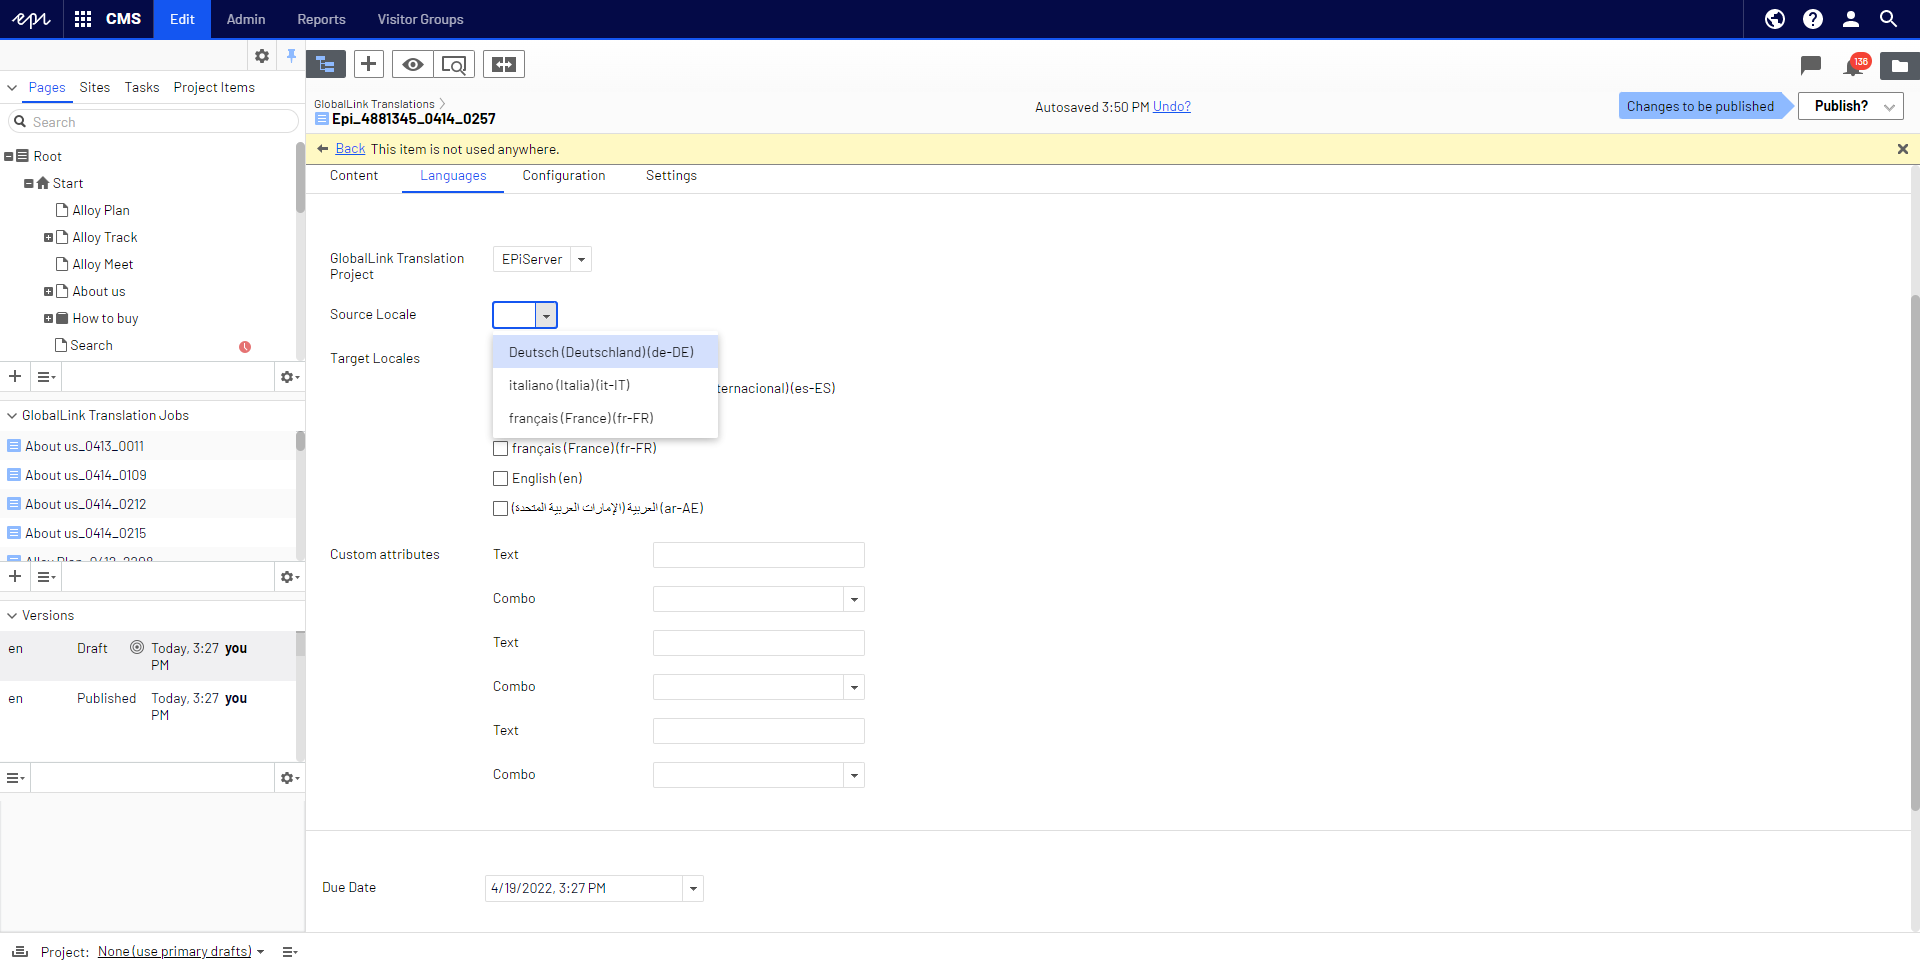 epi
CMS
Edit
Admin
Reports
Visitor Groups
136
Pages
Sites
Tasks
Project Items
Search
Root
Start
Alloy Plan
Alloy Track
Alloy Meet
About us
How to buy
Search
GlobalLink Translation Jobs
About us_0413_0011
About us_0414_0109
About us_0414_0212
About us_0414_0215
Versions
en Draft Today, 3:27 PM you
en Published Today, 3:27 PM you
Project: None (use primary drafts)
GlobalLink Translations
Epi_4881345_0414_0257
Autosaved 3:50 PM Undo?
Changes to be published
Publish?
Back This item is not used anywhere.
Content
Languages
Configuration
Settings
GlobalLink Translation Project
EPiServer
Source Locale
Deutsch (Deutschland) (de-DE)
italiano (Italia) (it-IT)
français (France) (fr-FR)
Target Locales
ternacional) (es-ES)
français (France) (fr-FR)
English (en)
العربية (الإمارات العربية المتحدة) (ar-AE)
Custom attributes
Text
Combo
Text
Combo
Text
Combo
Due Date
4/19/2022, 3:27 PM